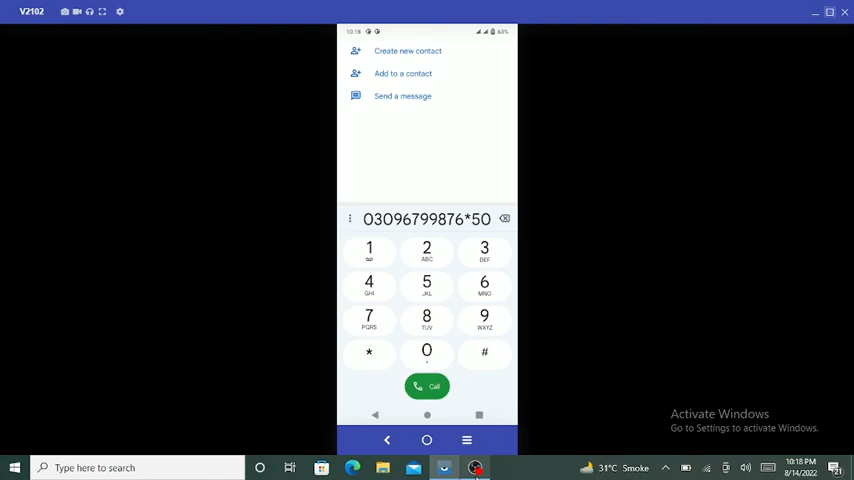 V2102
10:18
63%
Create new contact
Add to a contact
Send a message
03096799876*50
1
2
ABC
3
DEF
4
GHI
5
JKL
6
MNO
7
PQRS
8
TUV
9
WXYZ
*
0
+
#
Call
Activate Windows
Go to Settings to activate Windows.
Type here to search
31°C Smoke
10:18 PM
8/14/2022
21